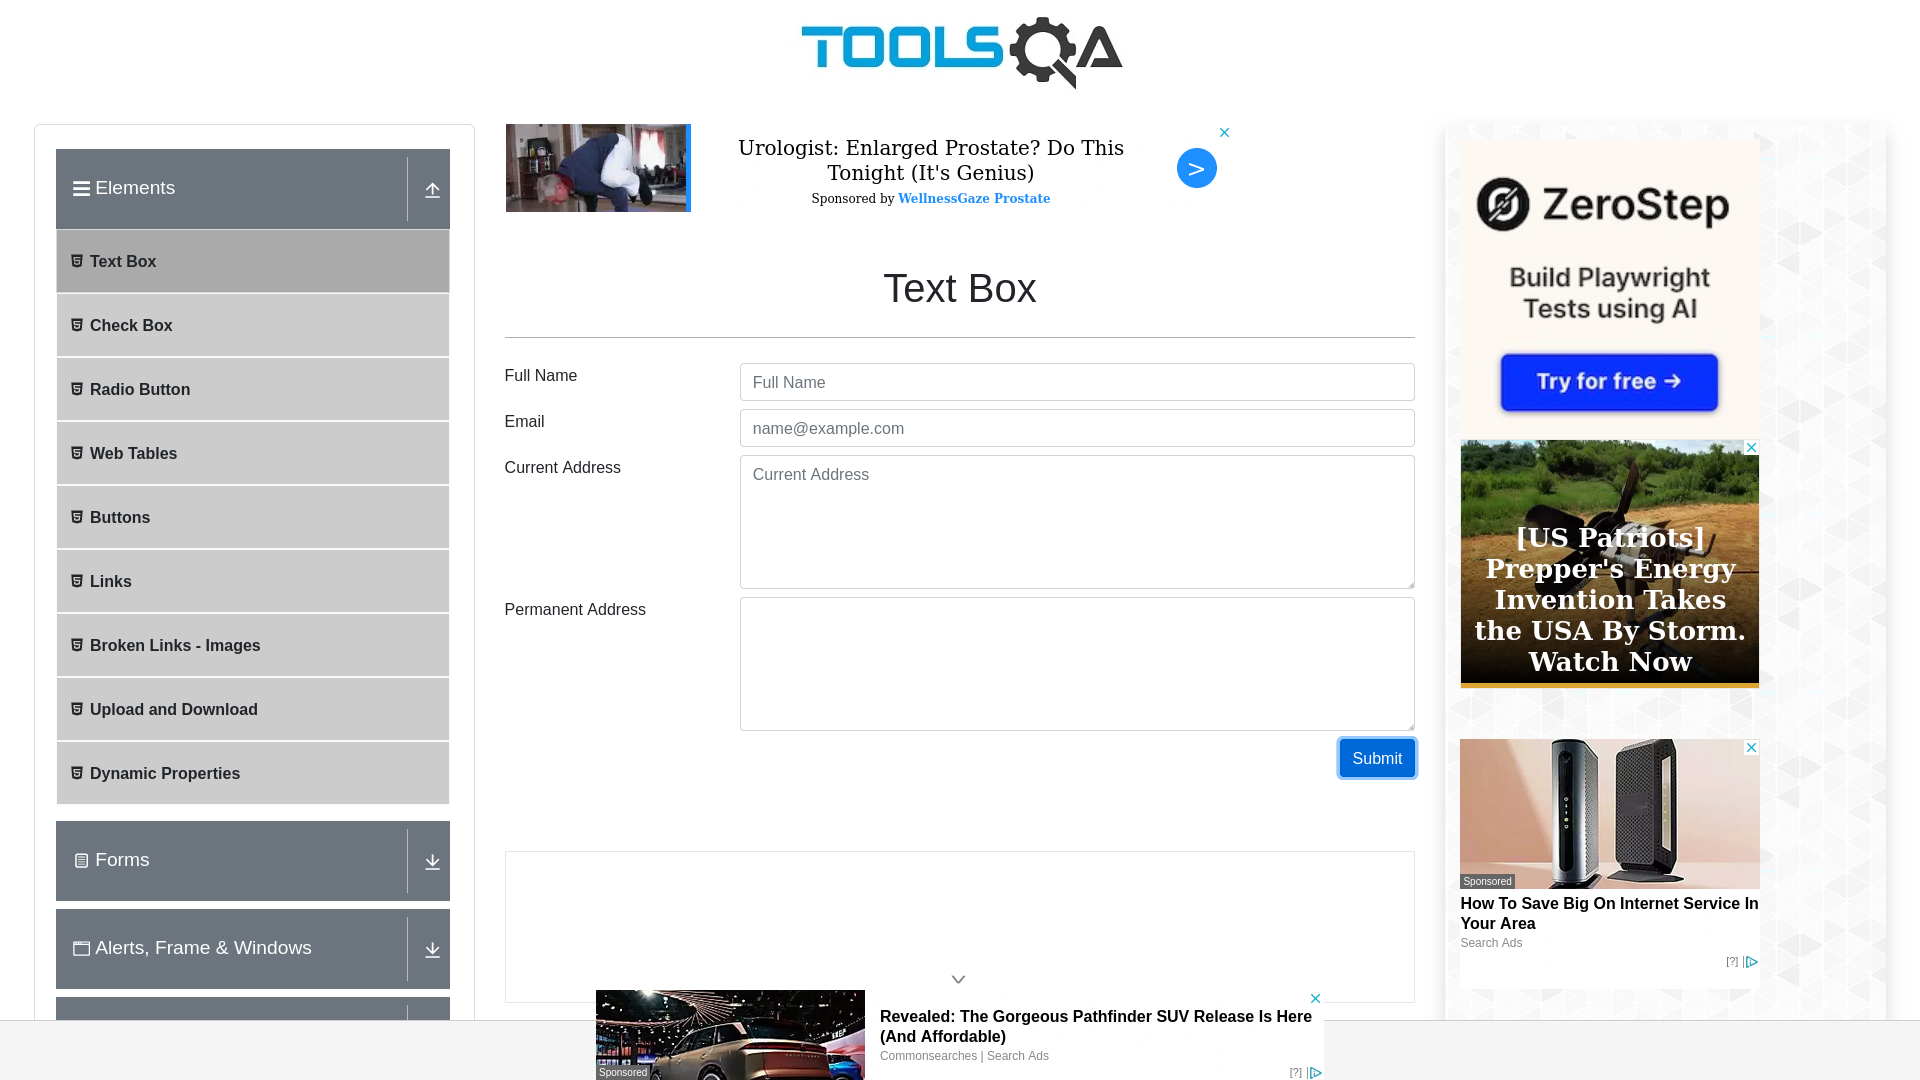 TOOLSQA
Elements
Text Box
Check Box
Radio Button
Web Tables
Buttons
Links
Broken Links - Images
Upload and Download
Dynamic Properties
Forms
Alerts, Frame & Windows
Urologist: Enlarged Prostate? Do This
Tonight (It's Genius)
Sponsored by WellnessGaze Prostate
>
Text Box
Full Name
Full Name
Email
name@example.com
Current Address
Current Address
Permanent Address
Submit
Revealed: The Gorgeous Pathfinder SUV Release Is Here
(And Affordable)
Commonsearches | Search Ads
Sponsored
[?]
ZeroStep
Build Playwright
Tests using AI
Try for free →
[US Patriots]
Prepper's Energy
Invention Takes
the USA By Storm.
Watch Now
Sponsored
How To Save Big On Internet Service In
Your Area
Search Ads
[?]